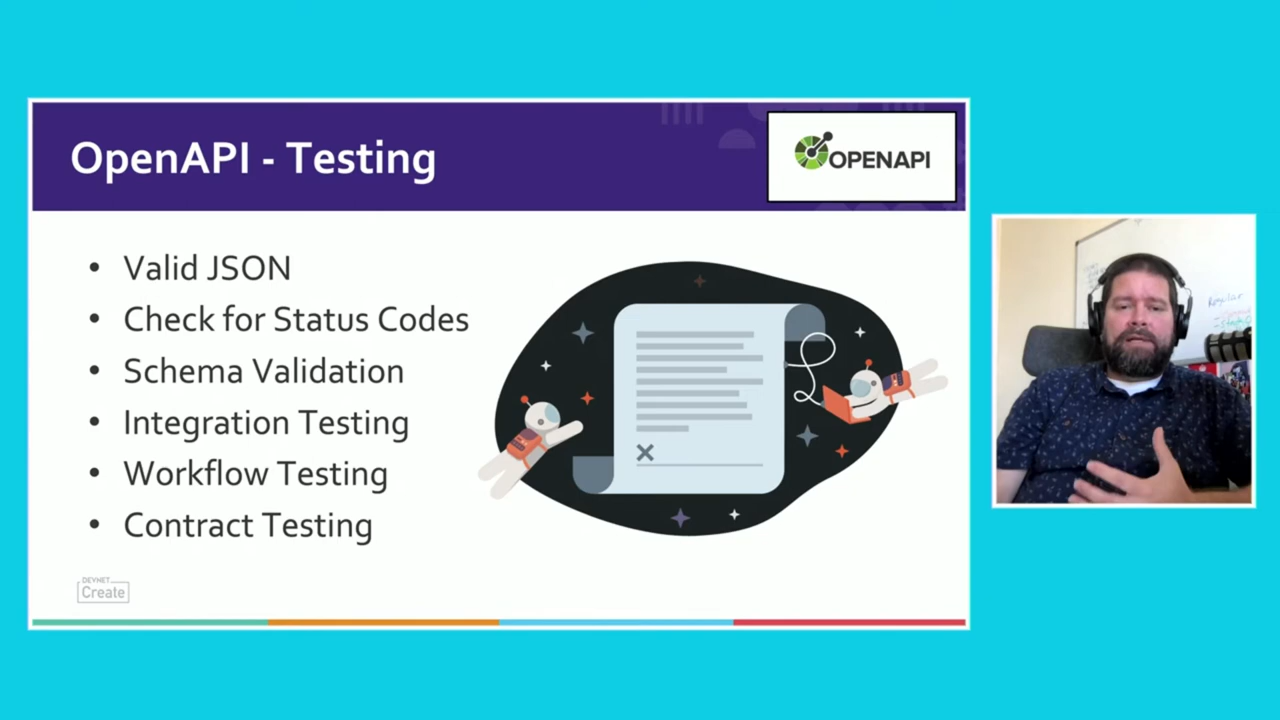 OpenAPI - Testing
OPENAPI
• Valid JSON
• Check for Status Codes
• Schema Validation
• Integration Testing
• Workflow Testing
• Contract Testing
DEVNET
Create
Regular